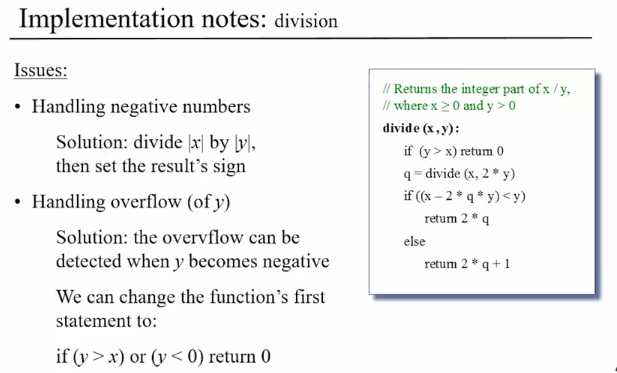 Implementation notes: division
Issues:
• Handling negative numbers
Solution: divide |x| by |y|,
then set the result's sign
• Handling overflow (of y)
Solution: the overvflow can be
detected when y becomes negative
We can change the function's first
statement to:
if (y > x) or (y < 0) return 0
// Returns the integer part of x / y,
// where x ≥ 0 and y > 0
divide (x, y):
if (y > x) return 0
q = divide (x, 2 * y)
if ((x – 2 * q * y) < y)
return 2 * q
else
return 2 * q + 1